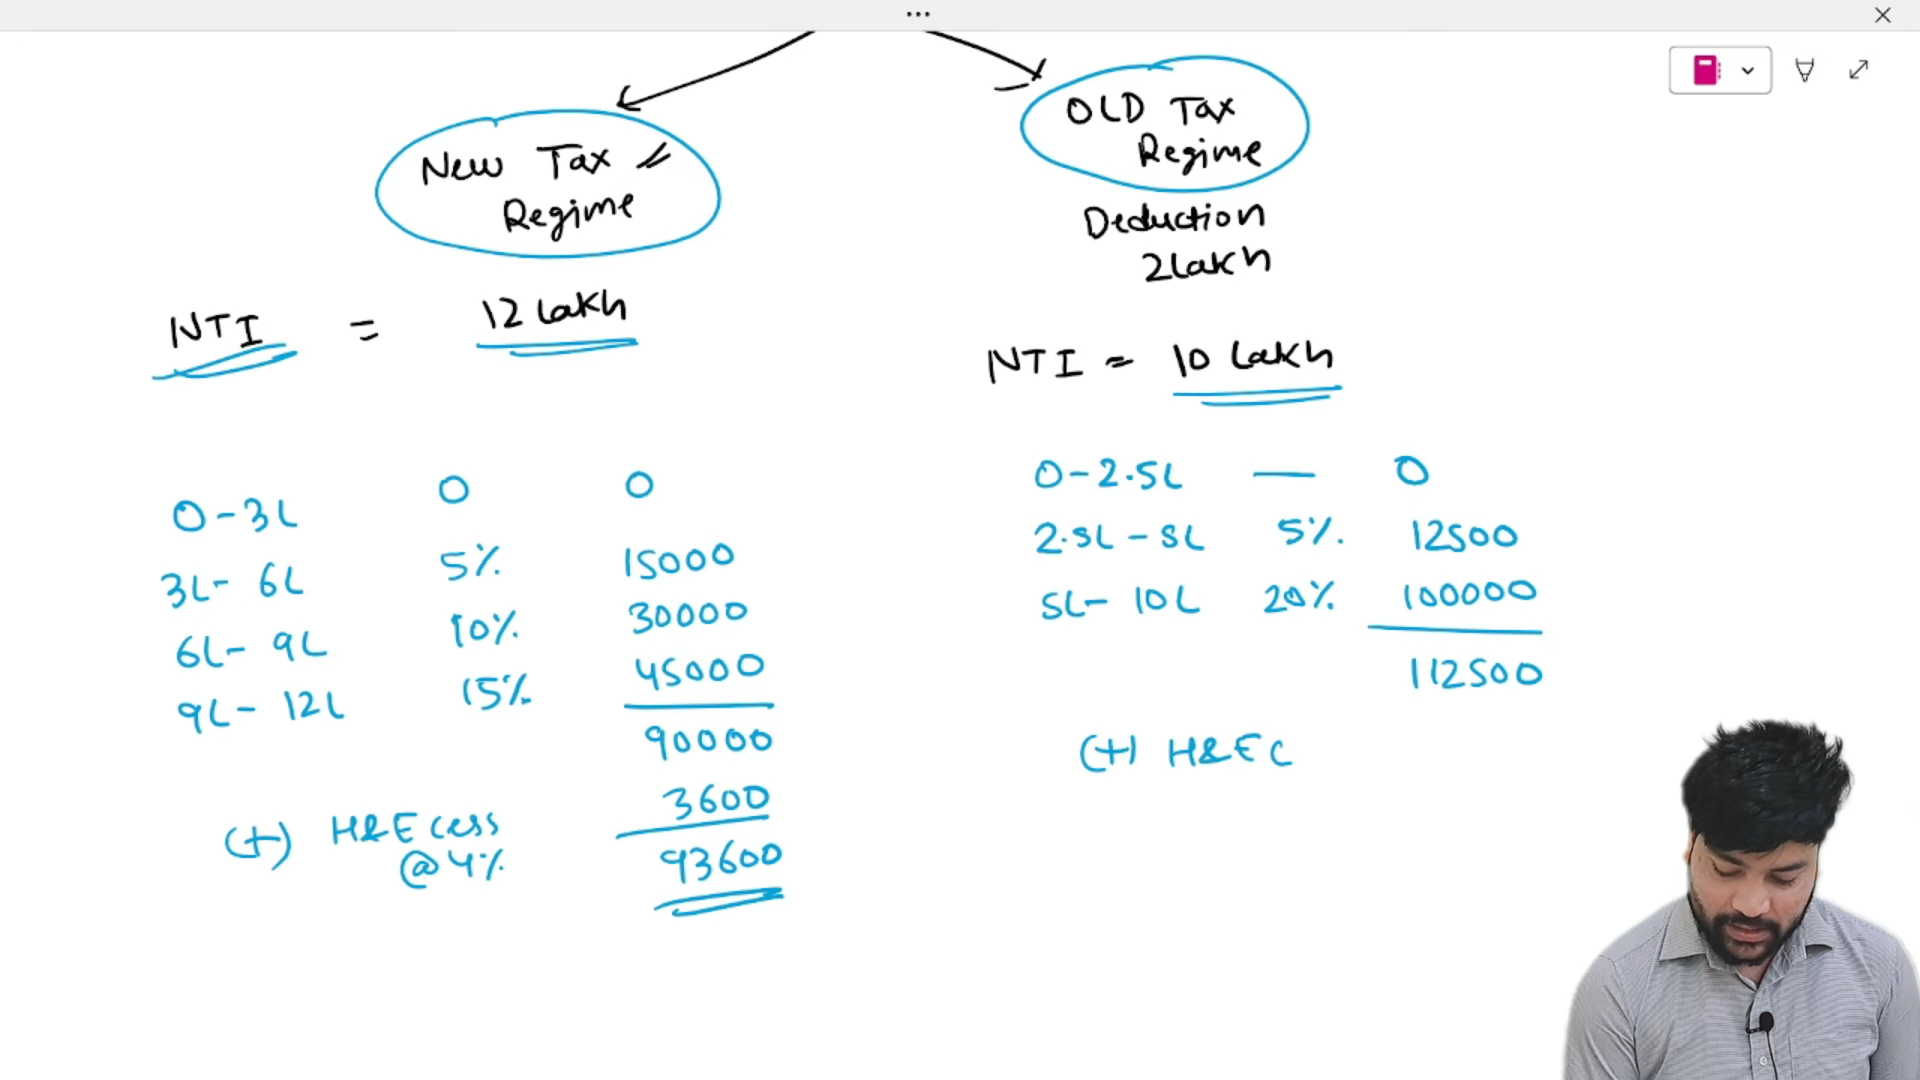 New Tax
Regime
NTI = 12 Lakh
0-3L 0 0
3L- 6L 5% 15000
6L- 9L 10% 30000
9L- 12L 15% 45000
90000
(+) H&E cess 3600
@4%
93600
OLD Tax
Regime
Deduction
2 Lakh
NTI = 10 Lakh
0-2.5L — 0
2.5L - 5L 5% 12500
5L- 10L 20% 100000
112500
(+) H&EC